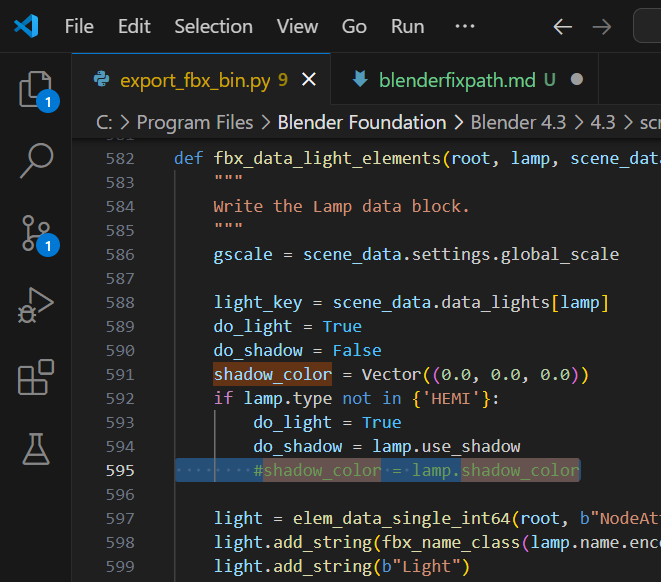 File Edit Selection View Go Run ···
export_fbx_bin.py 9 blenderfixpath.md U
C: > Program Files > Blender Foundation > Blender 4.3 > 4.3 > scr
1
582 def fbx_data_light_elements(root, lamp, scene_data
583 """
584 Write the Lamp data block.
585 """
586 gscale = scene_data.settings.global_scale
587
588 light_key = scene_data.data_lights[lamp]
589 do_light = True
590 do_shadow = False
591 shadow_color = Vector((0.0, 0.0, 0.0))
592 if lamp.type not in {'HEMI'}:
593 do_light = True
594 do_shadow = lamp.use_shadow
595 #shadow_color = lamp.shadow_color
596
597 light = elem_data_single_int64(root, b"NodeAt
598 light.add_string(fbx_name_class(lamp.name.enc
599 light.add_string(b"Light")
1